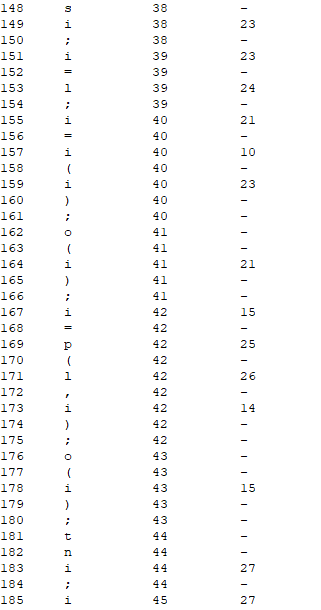 148 s 38 -
149 i 38 23
150 ; 38 -
151 i 39 23
152 = 39 -
153 l 39 24
154 ; 39 -
155 i 40 21
156 = 40 -
157 i 40 10
158 ( 40 -
159 i 40 23
160 ) 40 -
161 ; 40 -
162 o 41 -
163 ( 41 -
164 i 41 21
165 ) 41 -
166 ; 41 -
167 i 42 15
168 = 42 -
169 p 42 25
170 ( 42 -
171 l 42 26
172 , 42 -
173 i 42 14
174 ) 42 -
175 ; 42 -
176 o 43 -
177 ( 43 -
178 i 43 15
179 ) 43 -
180 ; 43 -
181 t 44 -
182 n 44 -
183 i 44 27
184 ; 44 -
185 i 45 27